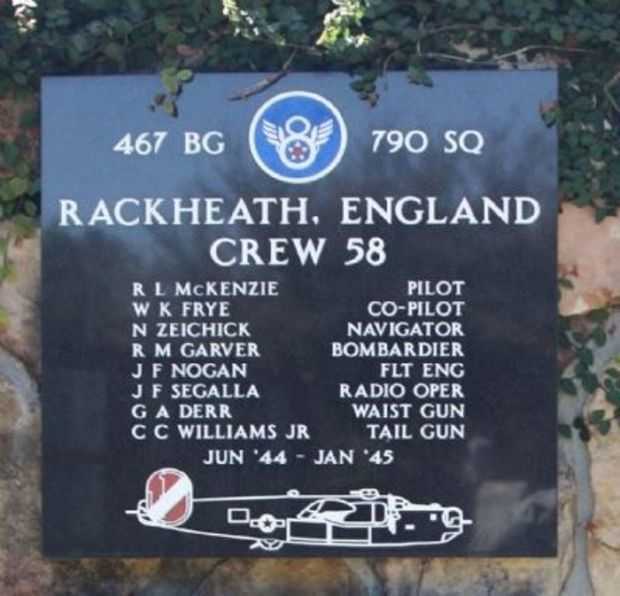 467 BG 790 SQ
RACKHEATH, ENGLAND
CREW 58
R L McKENZIE PILOT
W K FRYE CO-PILOT
N ZEICHICK NAVIGATOR
R M GARVER BOMBARDIER
J F NOGAN FLT ENG
J F SEGALLA RADIO OPER
G A DERR WAIST GUN
C C WILLIAMS JR TAIL GUN
JUN '44 - JAN '45